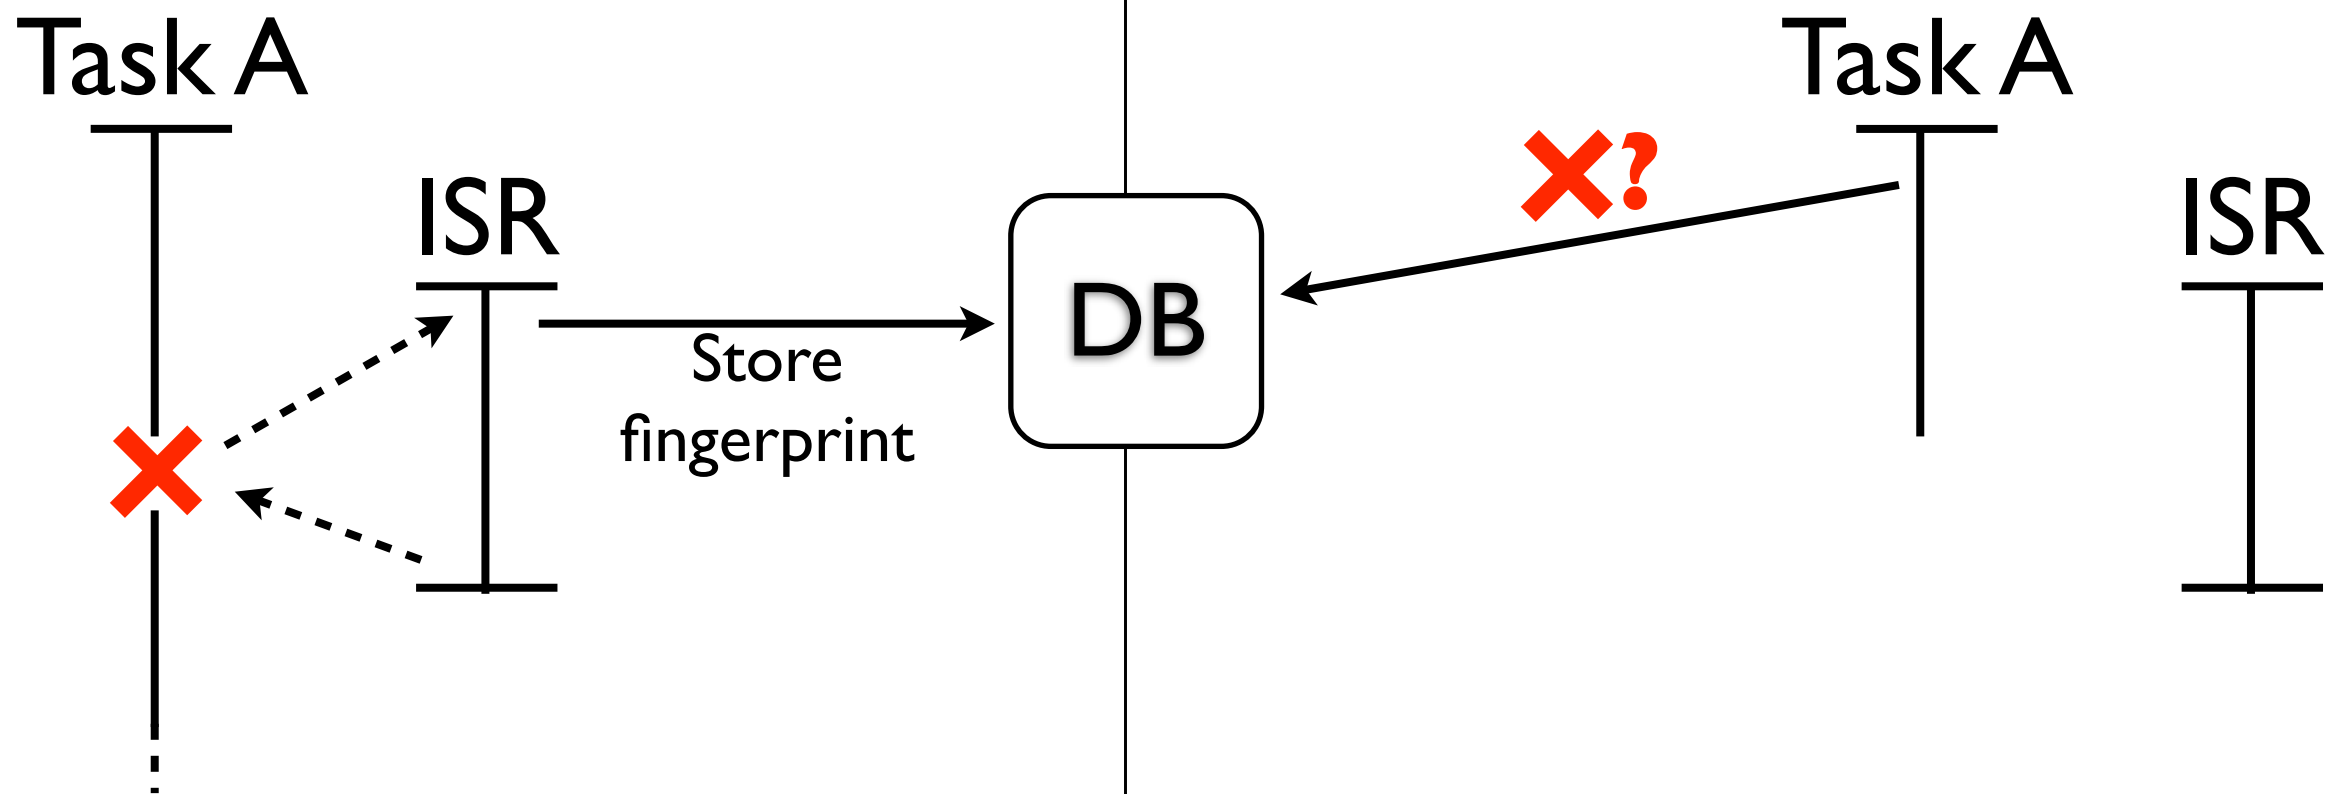 Task A
ISR
Store
fingerprint
DB
?
Task A
ISR